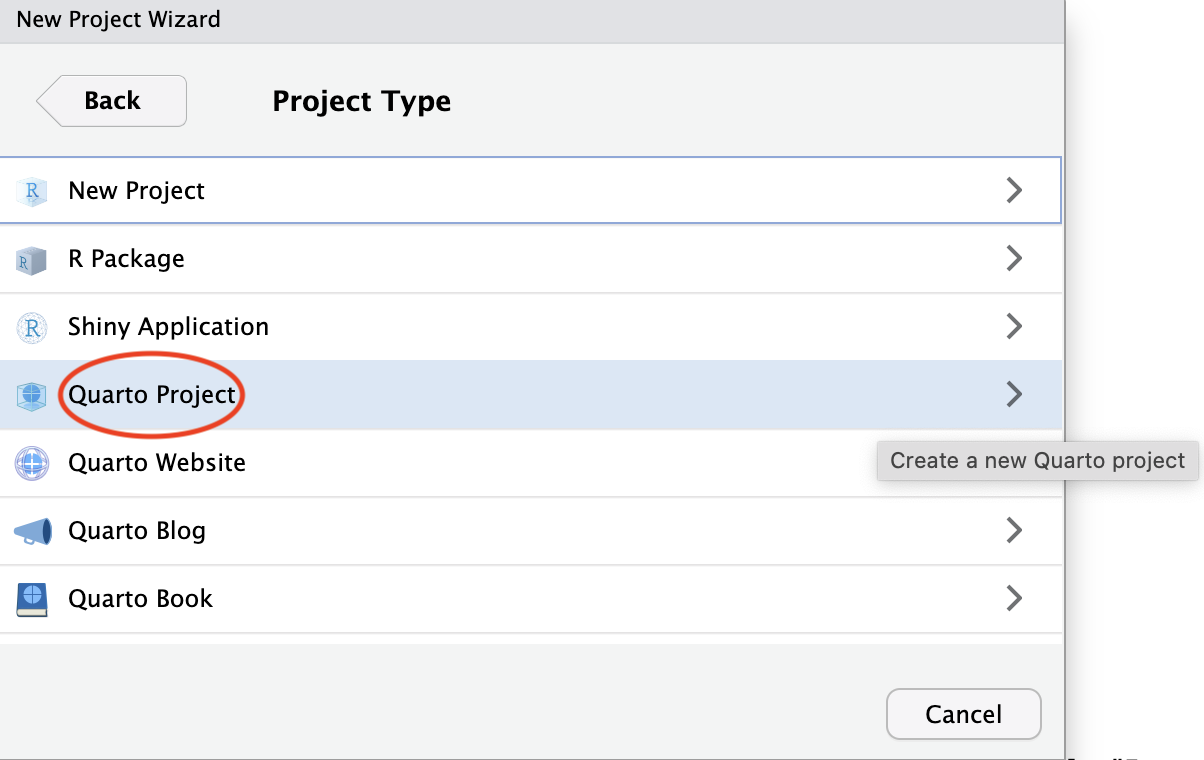 New Project Wizard
Back
Project Type
New Project
R Package
Shiny Application
Quarto Project
Quarto Website
Create a new Quarto project
Quarto Blog
Quarto Book
Cancel